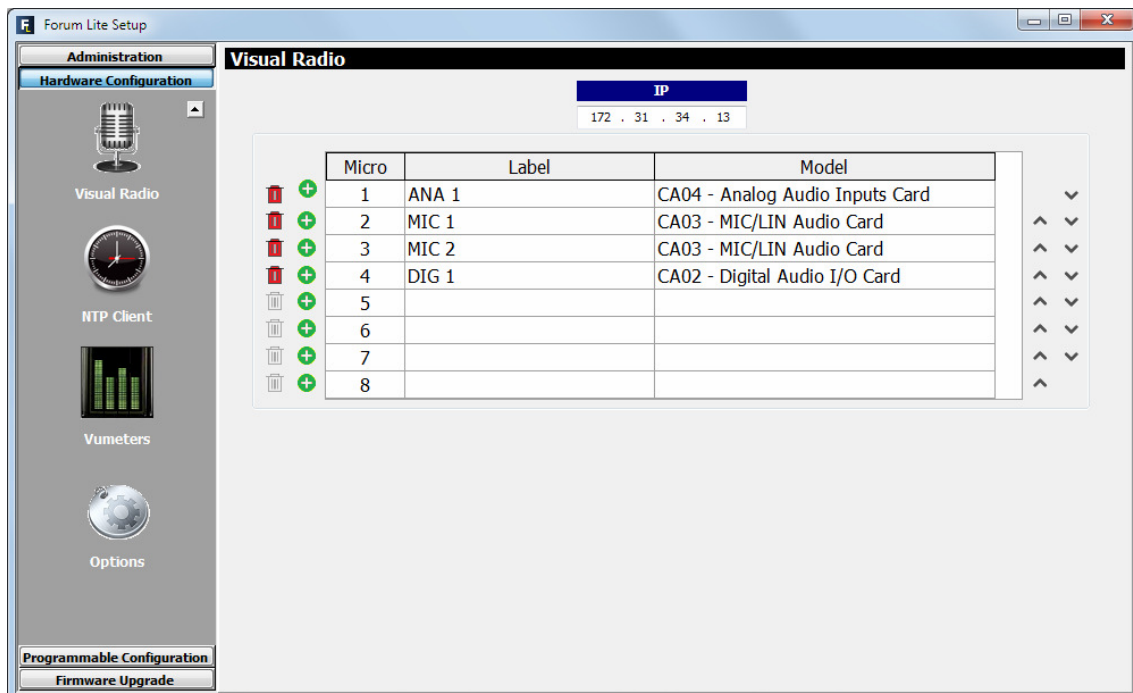 Forum Lite Setup
Administration
Hardware Configuration
Visual Radio
NTP Client
Vumeters
Options
Programmable Configuration
Firmware Upgrade
Visual Radio
IP
172 . 31 . 34 . 13
Micro Label Model
1 ANA 1 CA04 - Analog Audio Inputs Card
2 MIC 1 CA03 - MIC/LIN Audio Card
3 MIC 2 CA03 - MIC/LIN Audio Card
4 DIG 1 CA02 - Digital Audio I/O Card
5
6
7
8